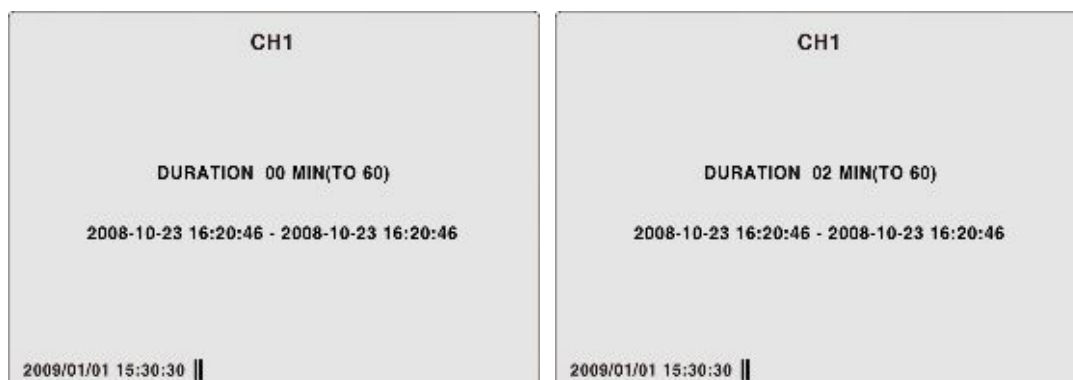 CH1
DURATION 00 MIN(TO 60)
2008-10-23 16:20:46 - 2008-10-23 16:20:46
2009/01/01 15:30:30
CH1
DURATION 02 MIN(TO 60)
2008-10-23 16:20:46 - 2008-10-23 16:20:46
2009/01/01 15:30:30